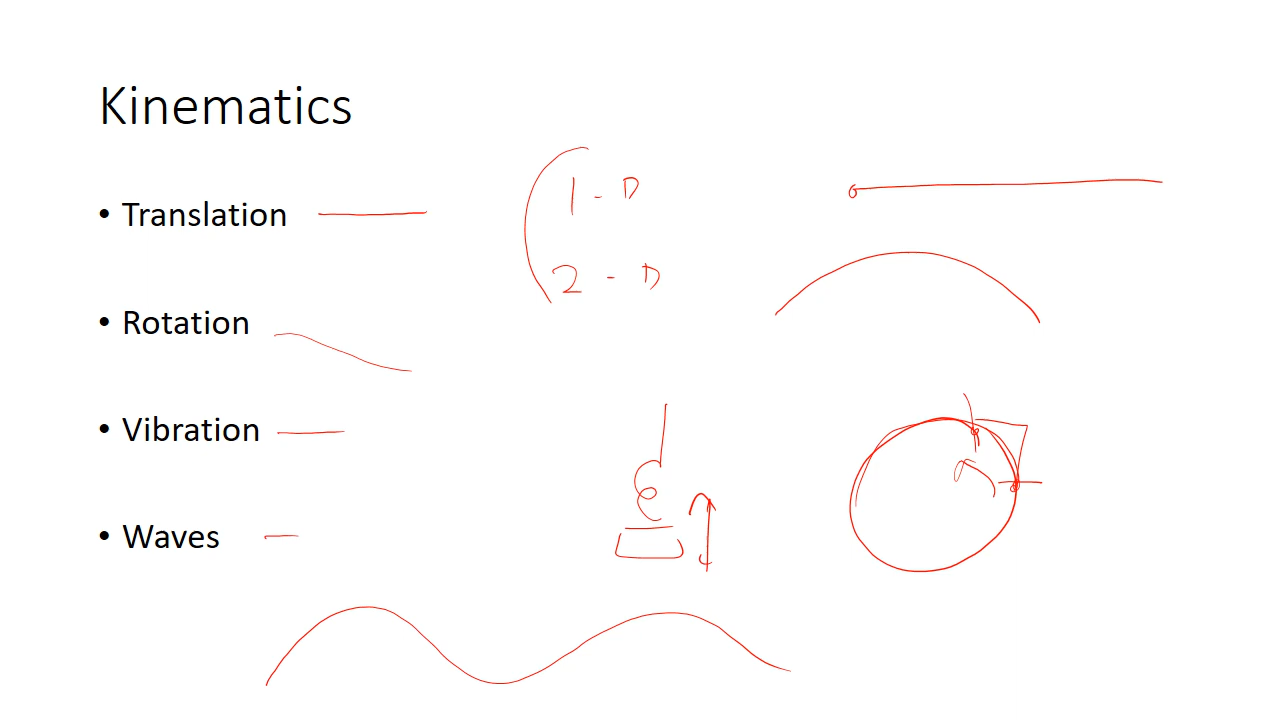 Kinematics
• Translation
1-D
2-D
• Rotation
• Vibration
• Waves